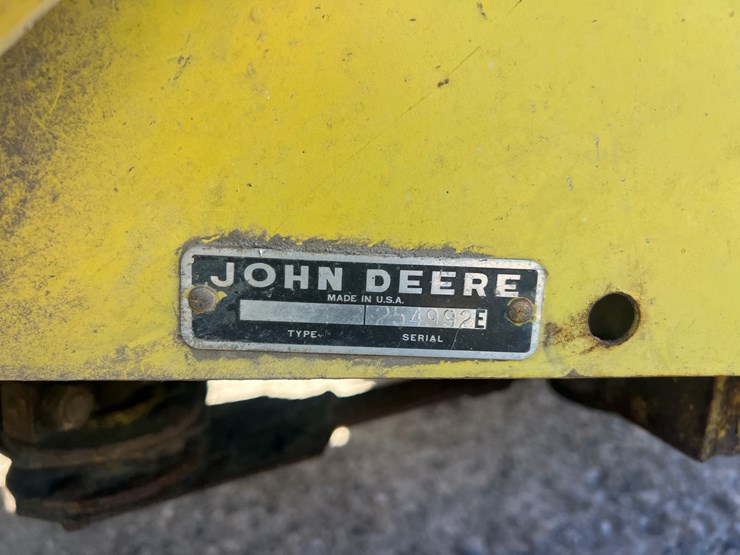 JOHN DEERE
MADE IN U.S.A.
254992E
TYPE SERIAL